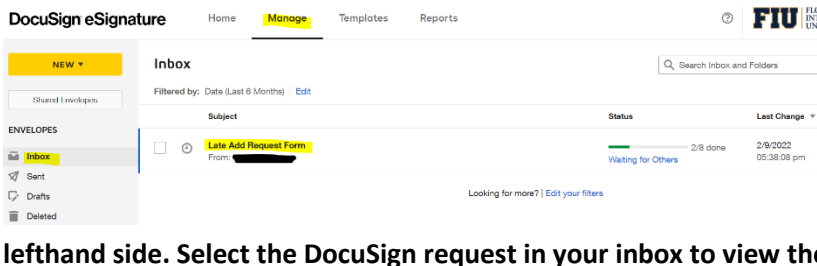 DocuSign eSignature Home Manage Templates Reports FIU
NEW
Inbox
Search Inbox and Folders
Shared Envelopes
Filtered by: Date (Last 6 Months) Edit
Subject Status Last Change
ENVELOPES
Late Add Request Form 2/8 done 2/9/2022
Inbox From: Waiting for Others 05:38:08 pm
Sent
Looking for more? | Edit your filters
Drafts
Deleted
lefthand side. Select the DocuSign request in your inbox to view the